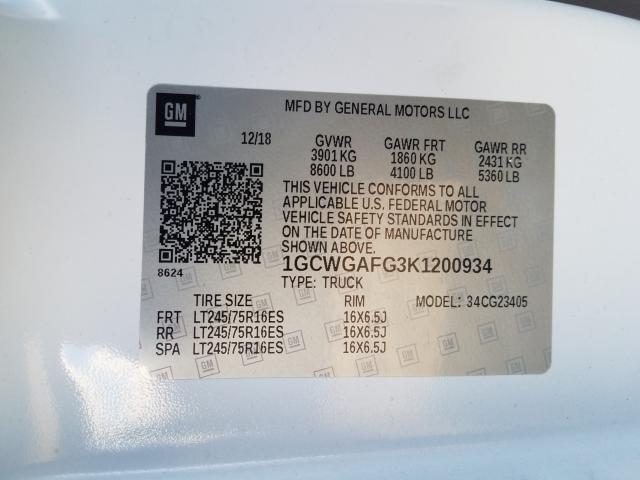 GM
MFD BY GENERAL MOTORS LLC
12/18 GVWR GAWR FRT GAWR RR
3901 KG 1860 KG 2431 KG
8600 LB 4100 LB 5360 LB
THIS VEHICLE CONFORMS TO ALL
APPLICABLE U.S. FEDERAL MOTOR
VEHICLE SAFETY STANDARDS IN EFFECT
ON THE DATE OF MANUFACTURE
SHOWN ABOVE.
8624
1GCWGAFG3K1200934
TYPE: TRUCK MODEL: 34CG23405
TIRE SIZE RIM
FRT LT245/75R16ES 16X6.5J
RR LT245/75R16ES 16X6.5J
SPA LT245/75R16ES 16X6.5J